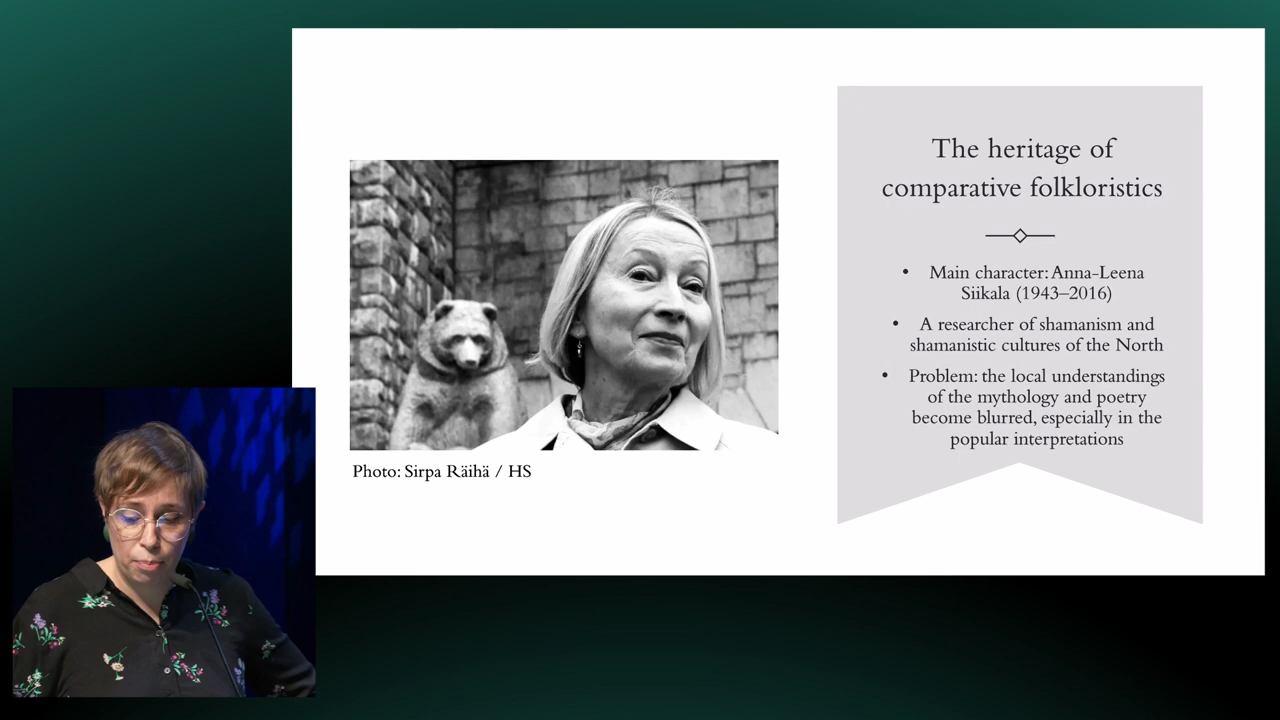 The heritage of
comparative folkloristics
• Main character: Anna-Leena
Siikala (1943–2016)
• A researcher of shamanism and
shamanistic cultures of the North
• Problem: the local understandings
of the mythology and poetry
become blurred, especially in the
popular interpretations
Photo: Sirpa Räihä / HS